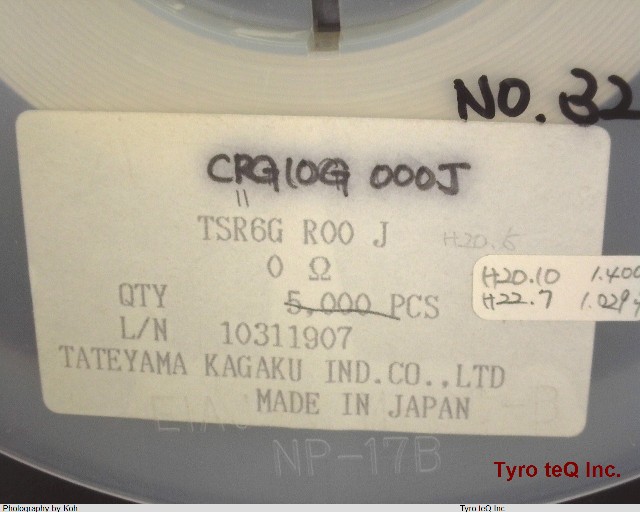 NO. 32
CRG10G 000J
〃
TSR6G R00 J
0 Ω
H20.5
QTY 5,000 PCS
H20.10 1.400
H22.7 1.029
L/N 10311907
TATEYAMA KAGAKU IND.CO.,LTD
MADE IN JAPAN
EIAJ -B
NP-17B
Tyro teQ Inc.
Photography by Koh Tyro teQ Inc